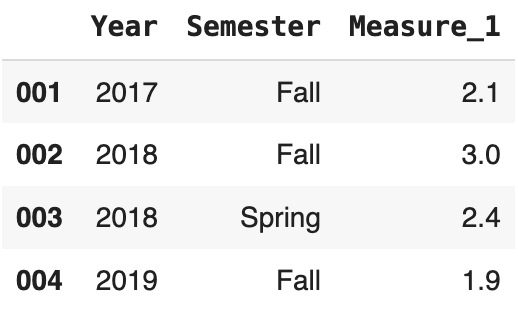 Year Semester Measure_1
001 2017 Fall 2.1
002 2018 Fall 3.0
003 2018 Spring 2.4
004 2019 Fall 1.9